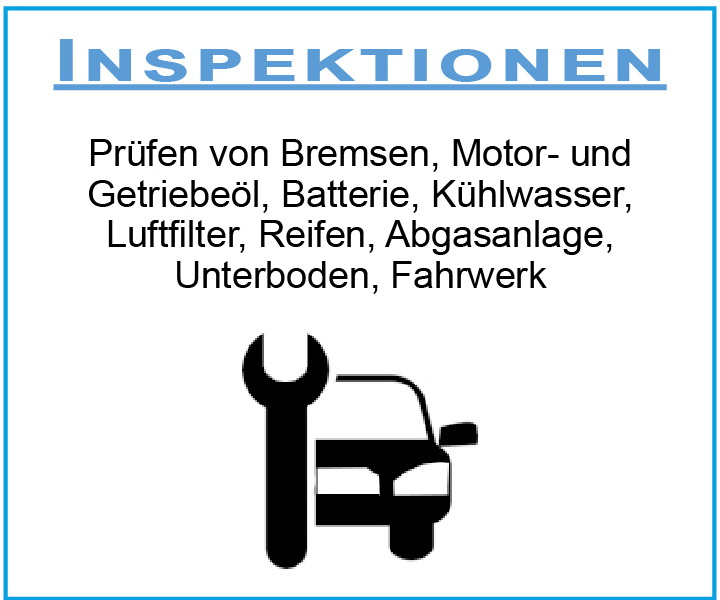 INSPEKTIONEN
Prüfen von Bremsen, Motor- und
Getriebeöl, Batterie, Kühlwasser,
Luftfilter, Reifen, Abgasanlage,
Unterboden, Fahrwerk